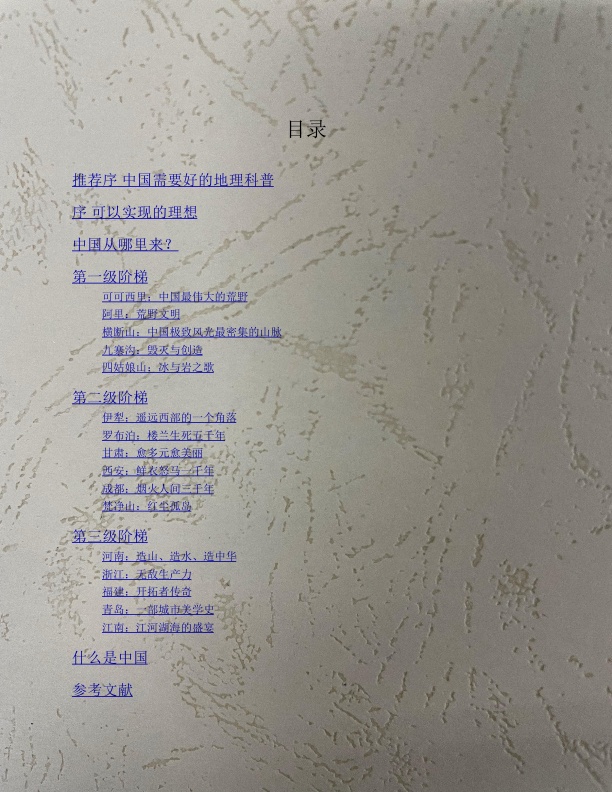 目录
推荐序 中国需要好的地理科普
序 可以实现的理想
中国从哪里来？
第一级阶梯
可可西里：中国最伟大的荒野
阿里：荒野文明
横断山：中国极致风光最密集的山脉
九寨沟：毁灭与创造
四姑娘山：冰与岩之歌
第二级阶梯
伊犁：遥远西部的一个角落
罗布泊：楼兰生死五千年
甘肃：愈多元愈美丽
西安：鲜衣怒马一千年
成都：烟火人间三千年
梵净山：红尘孤岛
第三级阶梯
河南：造山、造水、造中华
浙江：无敌生产力
福建：开拓者传奇
青岛：一部城市美学史
江南：江河湖海的盛宴
什么是中国
参考文献